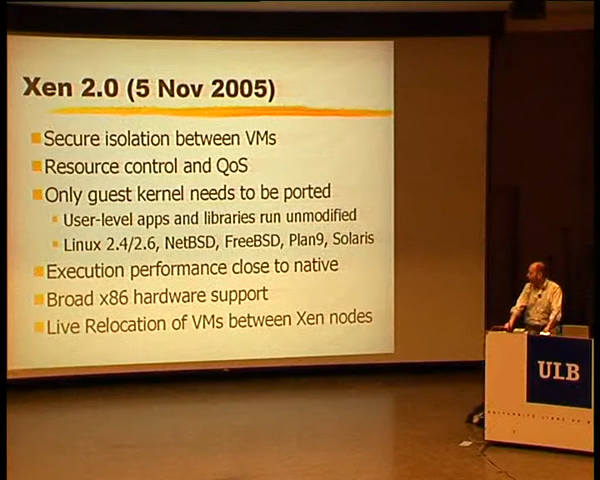 Xen 2.0 (5 Nov 2005)
Secure isolation between VMs
Resource control and QoS
Only guest kernel needs to be ported
User-level apps and libraries run unmodified
Linux 2.4/2.6, NetBSD, FreeBSD, Plan9, Solaris
Execution performance close to native
Broad x86 hardware support
Live Relocation of VMs between Xen nodes
ULB